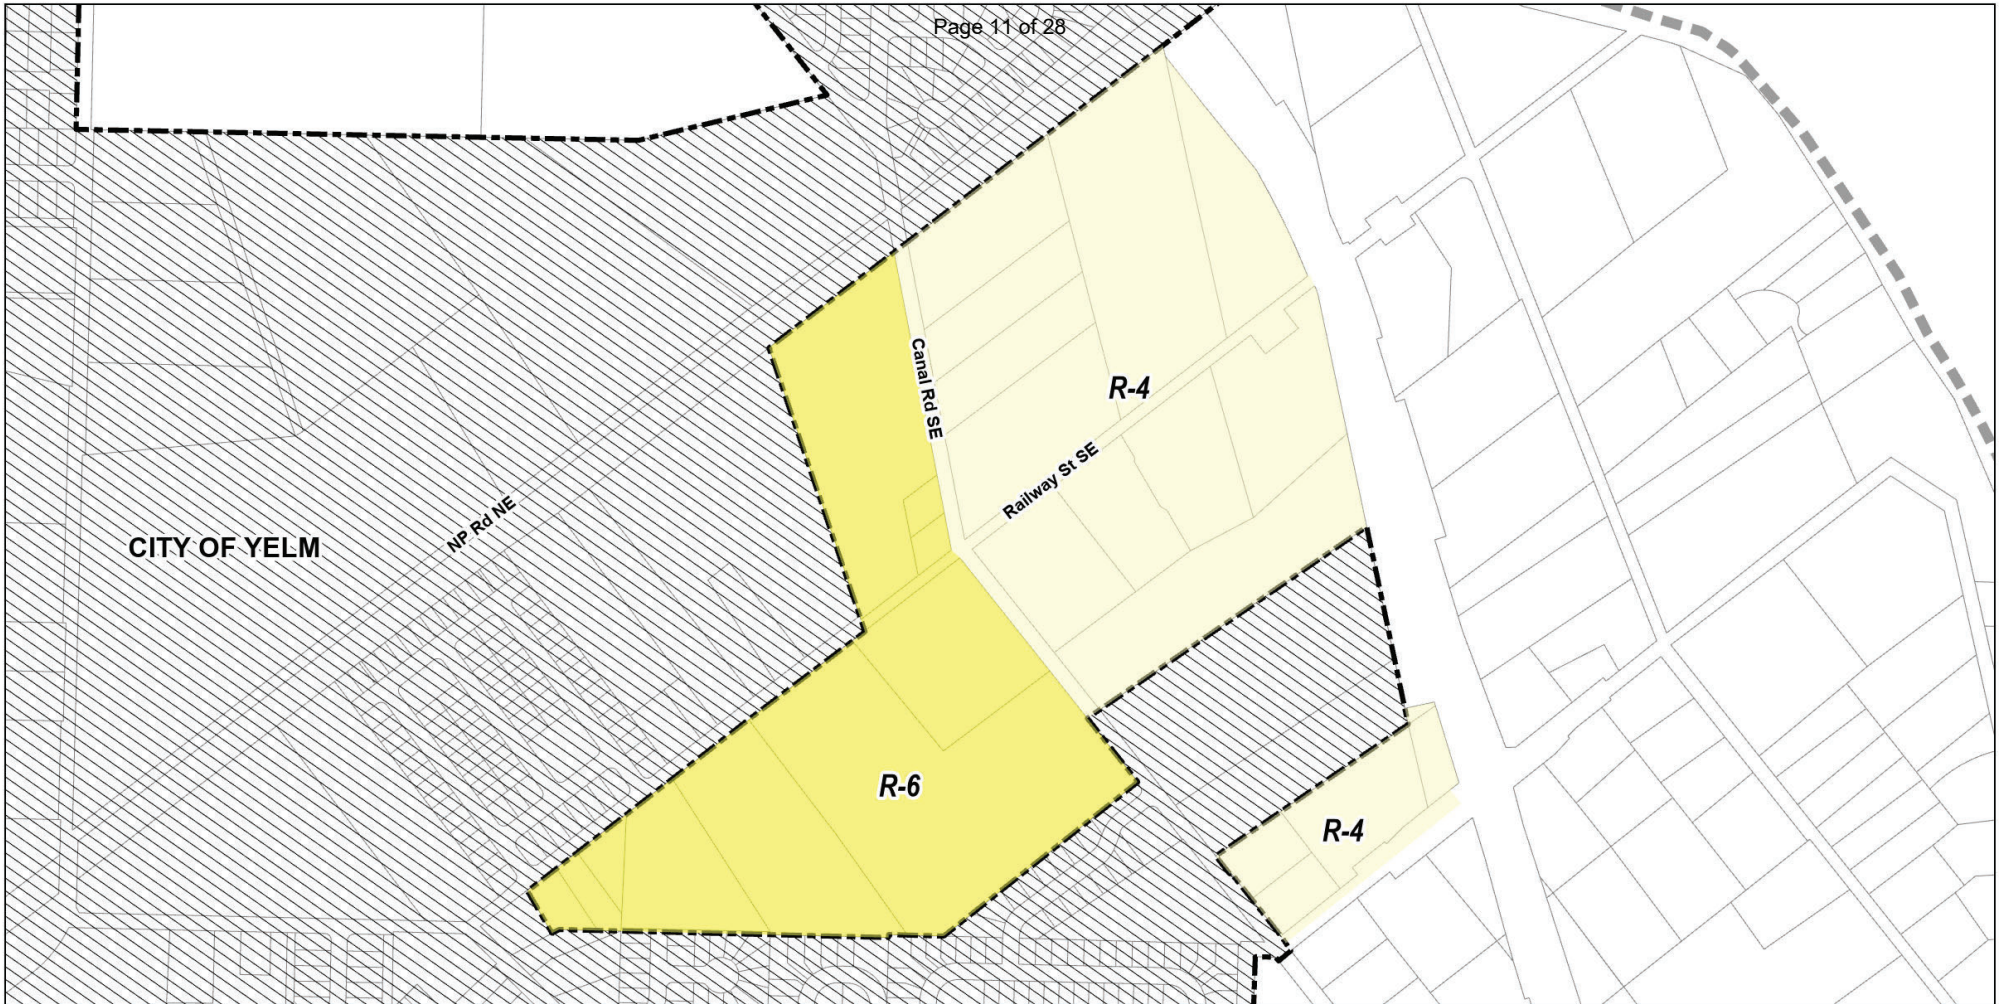 Page 11 of 28
Canal Rd SE
R-4
Railway St SE
NP Rd NE
CITY OF YELM
R-6
R-4